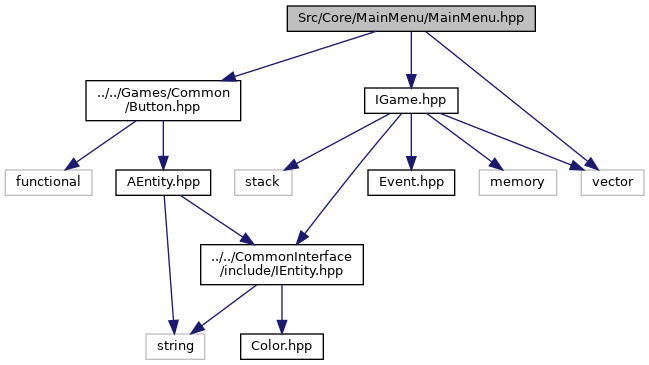 Src/Core/MainMenu/MainMenu.hpp
../../Games/Common
/Button.hpp
IGame.hpp
functional
AEntity.hpp
stack
Event.hpp
memory
vector
../../CommonInterface
/include/IEntity.hpp
string
Color.hpp